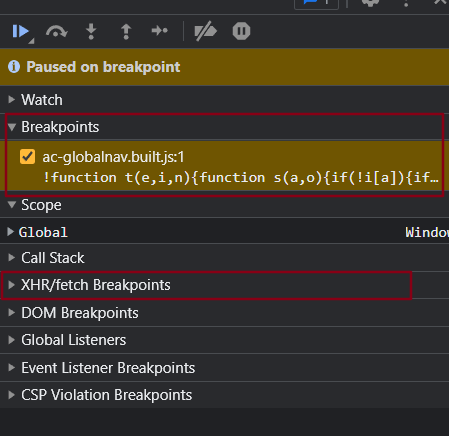 1
Paused on breakpoint
Watch
Breakpoints
ac-globalnav.built.js:1
!function t(e,i,n){function s(a,o){if(!i[a]){if…
Scope
Global Window
Call Stack
XHR/fetch Breakpoints
DOM Breakpoints
Global Listeners
Event Listener Breakpoints
CSP Violation Breakpoints